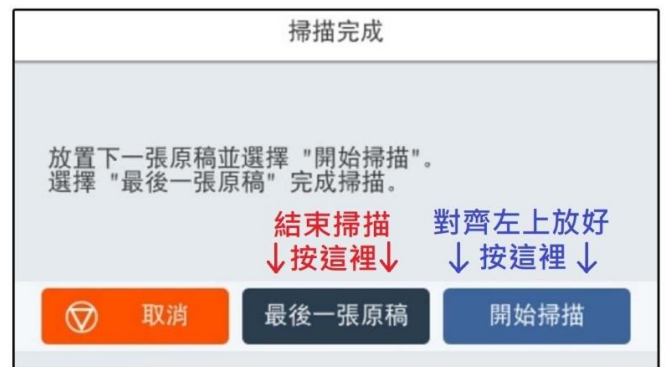 掃描完成
放置下一張原稿並選擇 "開始掃描"。
選擇 "最後一張原稿" 完成掃描。
結束掃描 對齊左上放好
↓按這裡↓ ↓ 按這裡 ↓
取消 最後一張原稿 開始掃描